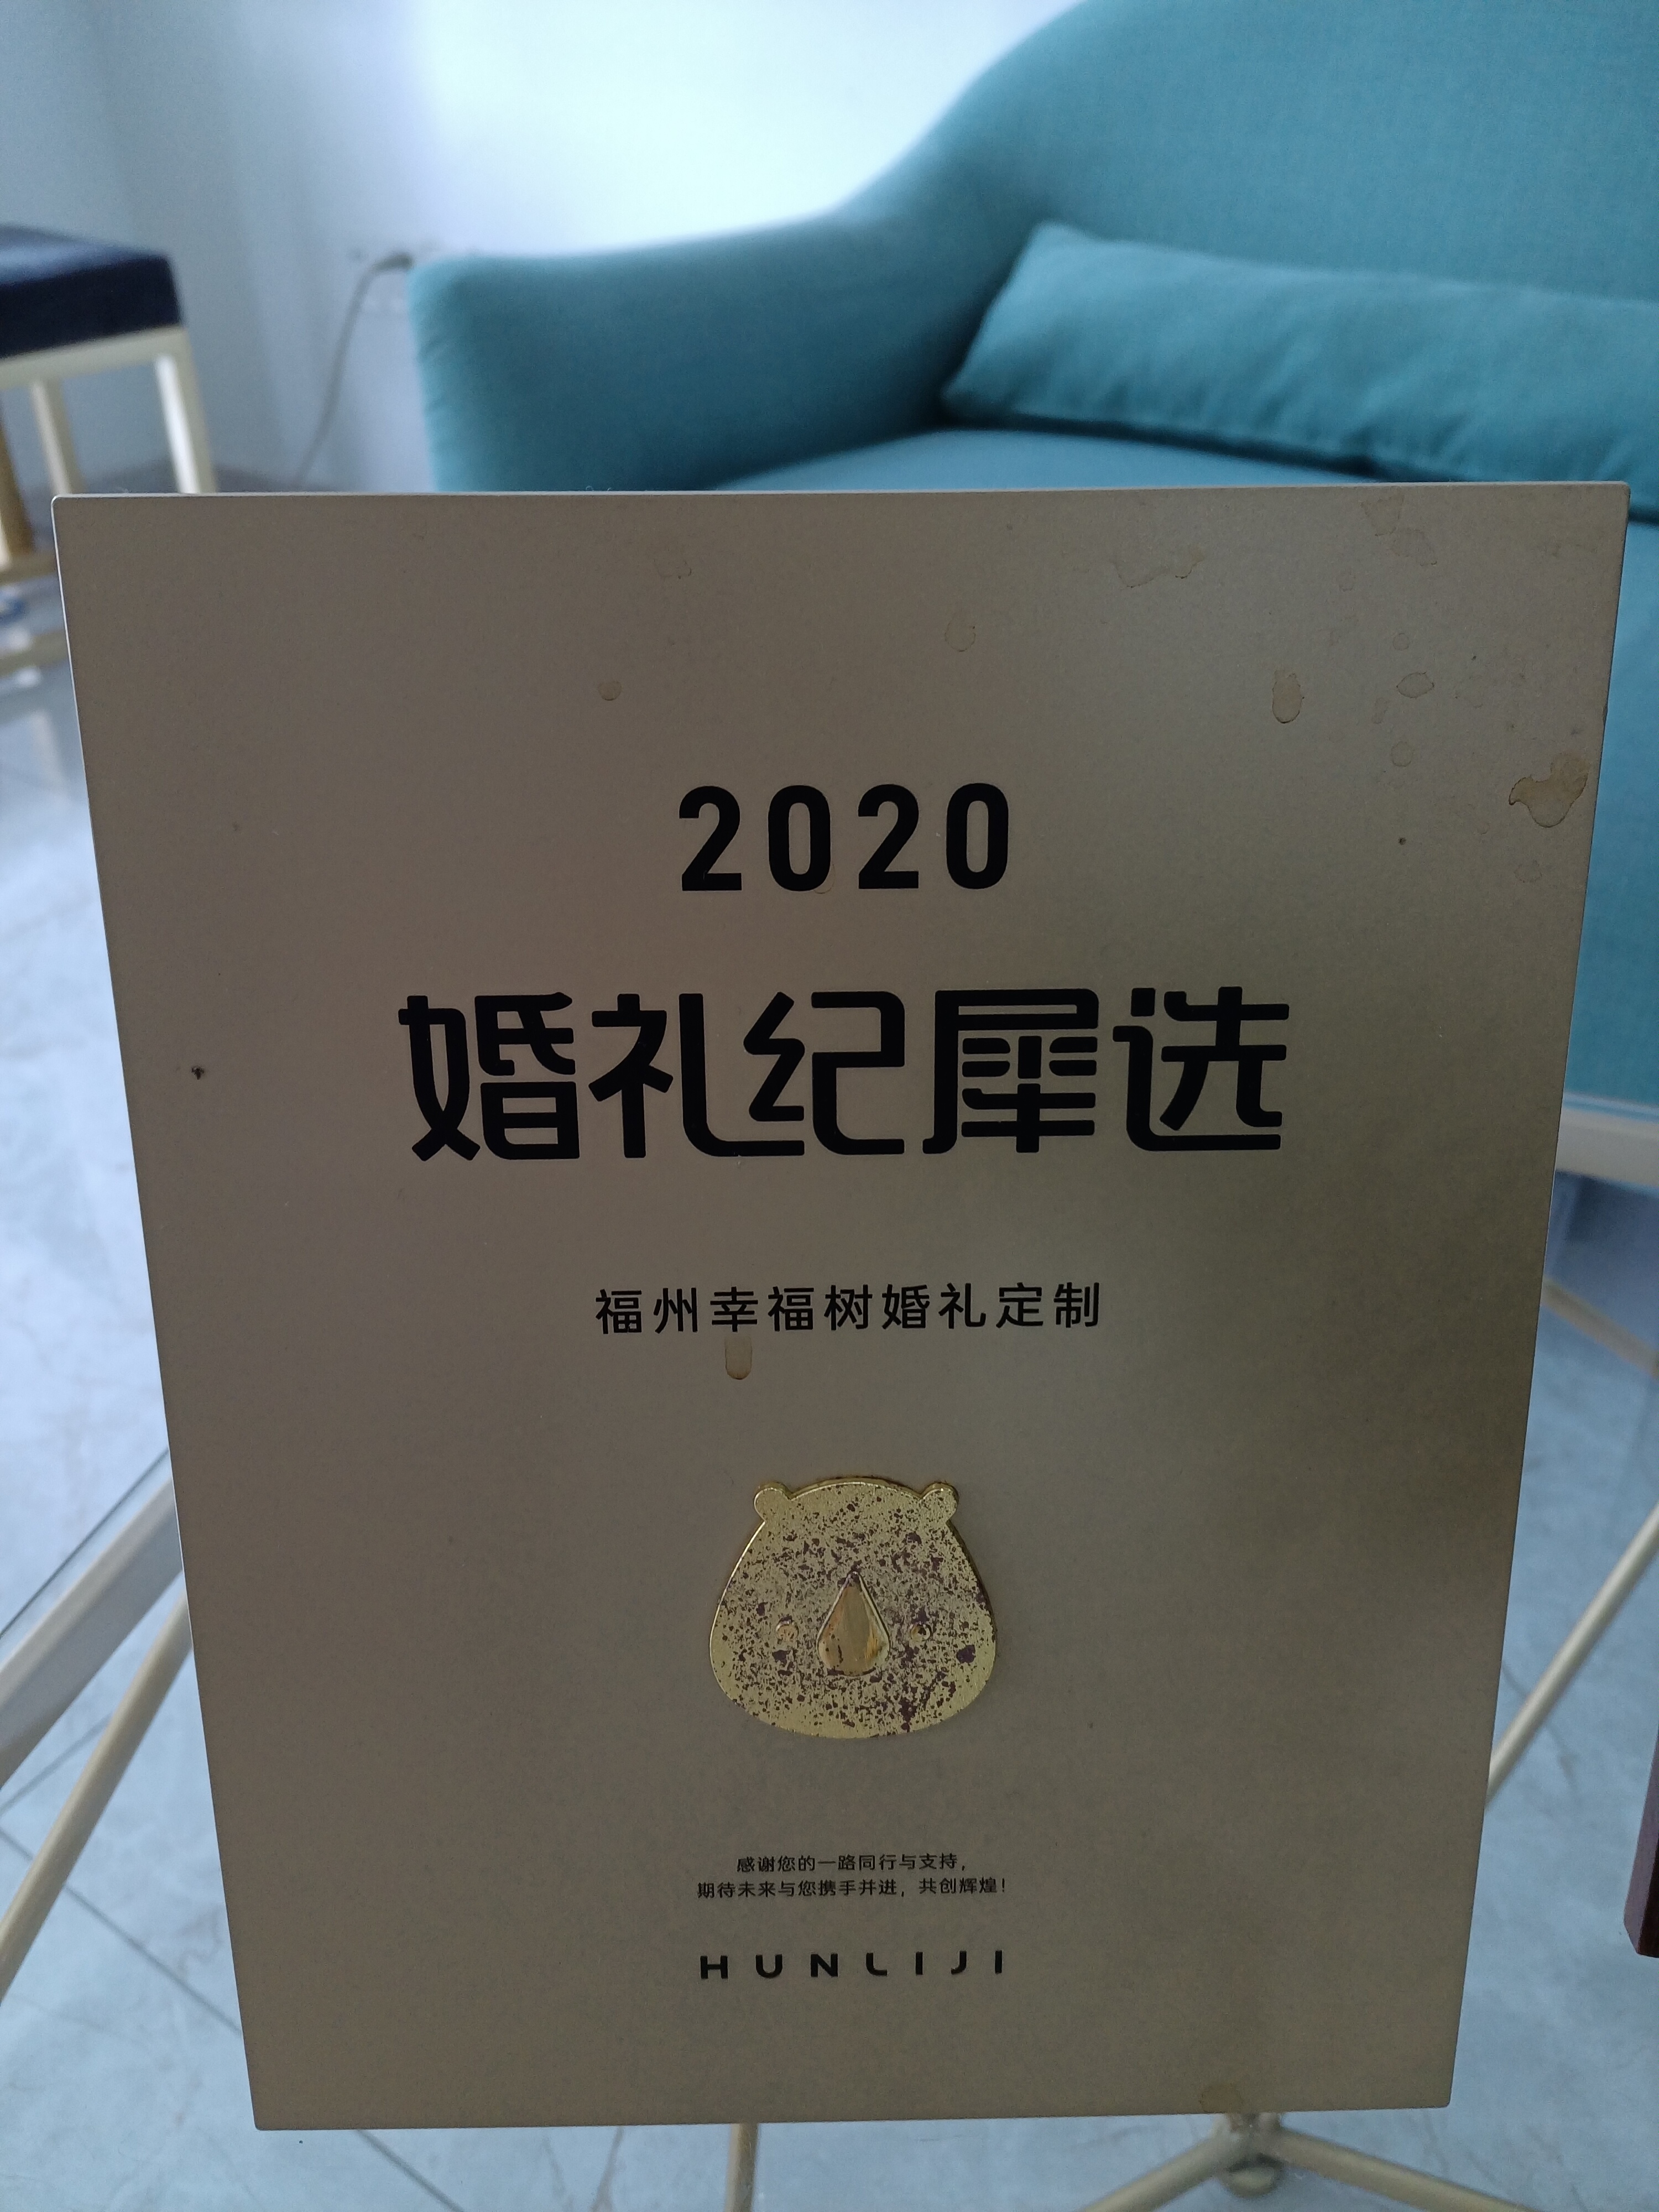 2020
婚礼纪犀选
福州幸福树婚礼定制
感谢您的一路同行与支持，
期待未来与您携手并进，共创辉煌！
HUNLIJI